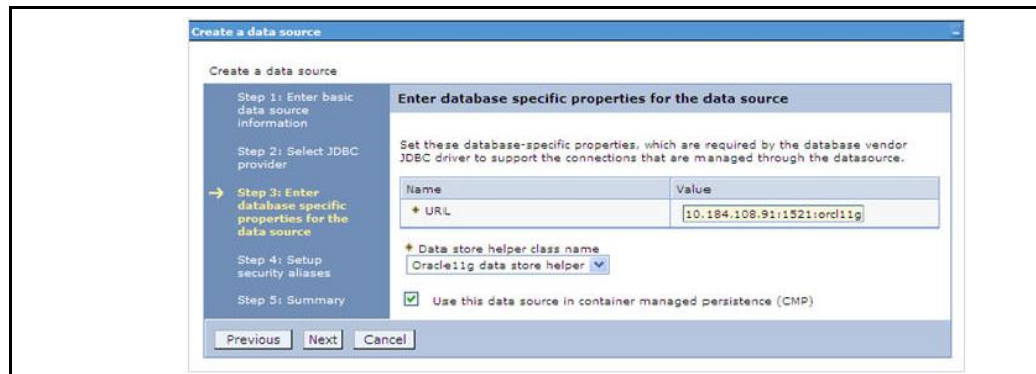 Create a data source
Create a data source
Step 1: Enter basic
data source
information
Step 2: Select JDBC
provider
Step 3: Enter
database specific
properties for the
data source
Step 4: Setup
security aliases
Step 5: Summary
Enter database specific properties for the data source
Set these database-specific properties, which are required by the database vendor
JDBC driver to support the connections that are managed through the datasource.
Name Value
URL 10.184.108.91:1521:orcl11g
Data store helper class name
Oracle11g data store helper
Use this data source in container managed persistence (CMP)
Previous Next Cancel